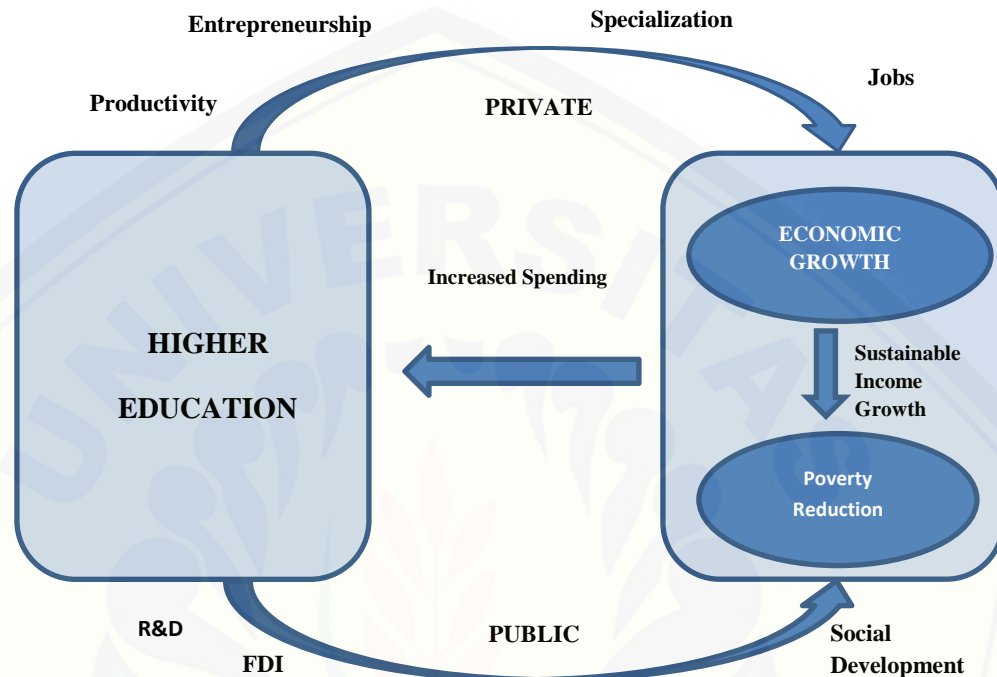 Entrepreneurship
Specialization
Productivity
PRIVATE
Jobs
HIGHER
EDUCATION
Increased Spending
ECONOMIC
GROWTH
Sustainable
Income
Growth
Poverty
Reduction
R&D
FDI
PUBLIC
Social
Development
UNIVERSITAS